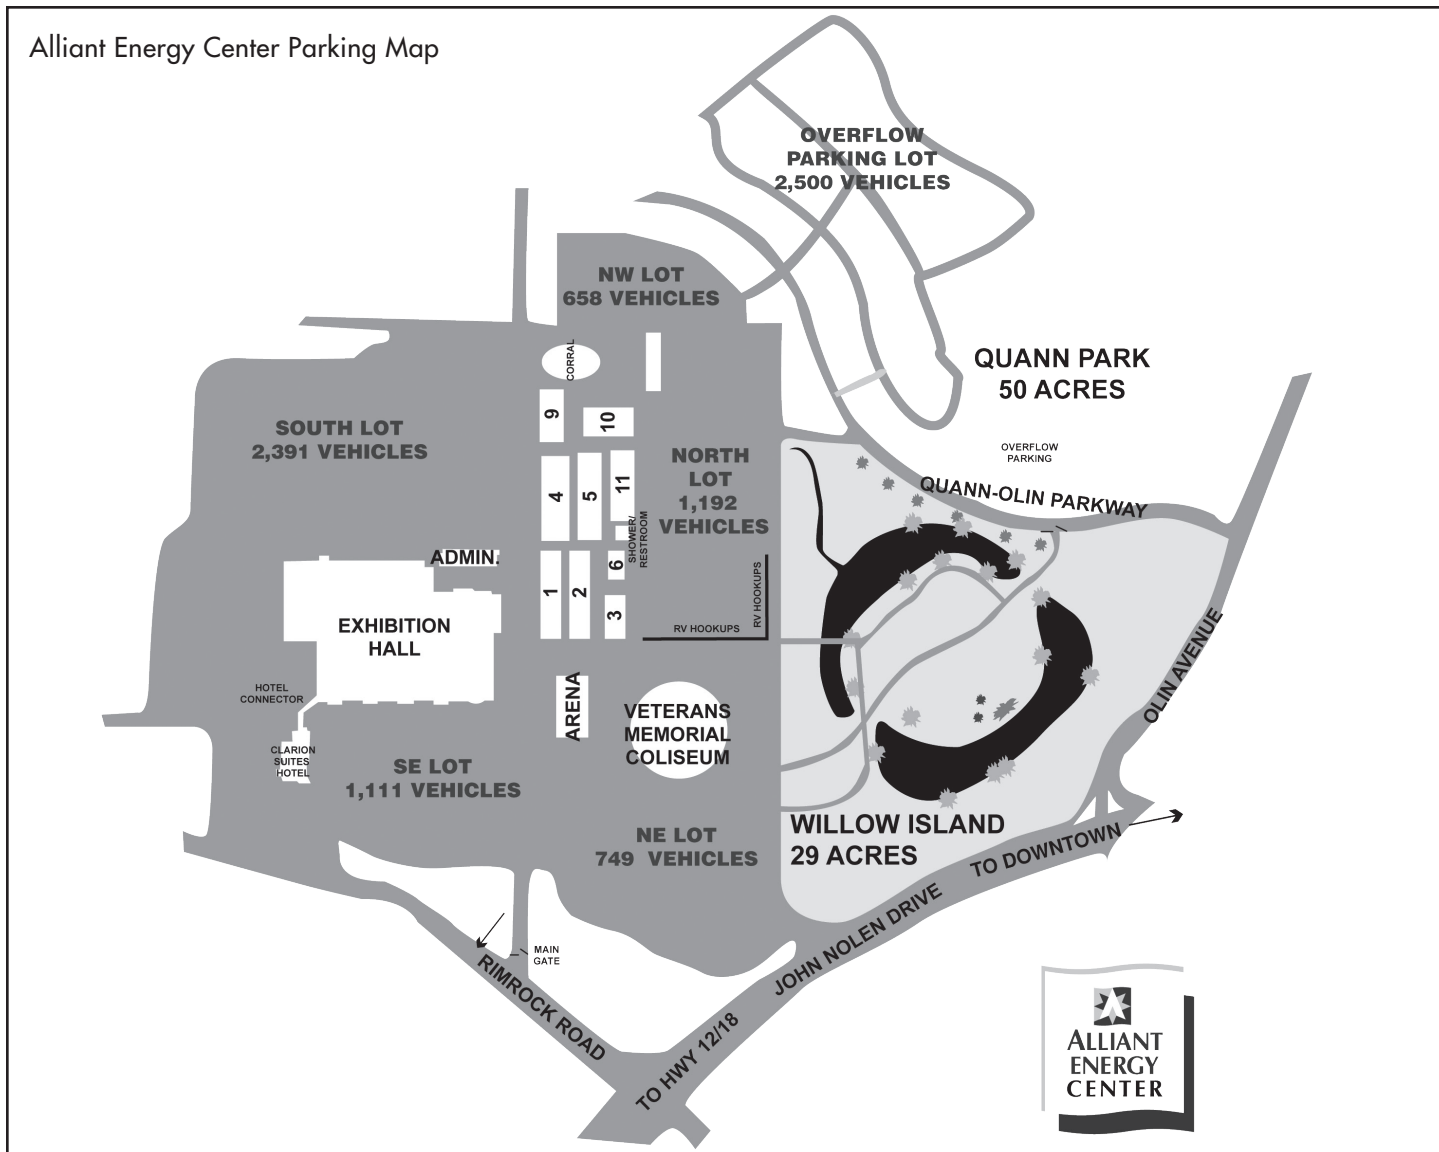 Alliant Energy Center Parking Map
OVERFLOW
PARKING LOT
2,500 VEHICLES
NW LOT
658 VEHICLES
CORRAL
QUANN PARK
50 ACRES
9
10
SOUTH LOT
2,391 VEHICLES
OVERFLOW
PARKING
NORTH
LOT
1,192
VEHICLES
4
5
11
QUANN-OLIN PARKWAY
SHOWER/
RESTROOM
ADMIN.
1
2
6
3
RV HOOKUPS
RV HOOKUPS
EXHIBITION
HALL
OLIN AVENUE
HOTEL
CONNECTOR
ARENA
VETERANS
MEMORIAL
COLISEUM
CLARION
SUITES
HOTEL
SE LOT
1,111 VEHICLES
NE LOT
749 VEHICLES
WILLOW ISLAND
29 ACRES
TO DOWNTOWN
JOHN NOLEN DRIVE
MAIN
GATE
RIMROCK ROAD
TO HWY 12/18
ALLIANT
ENERGY
CENTER